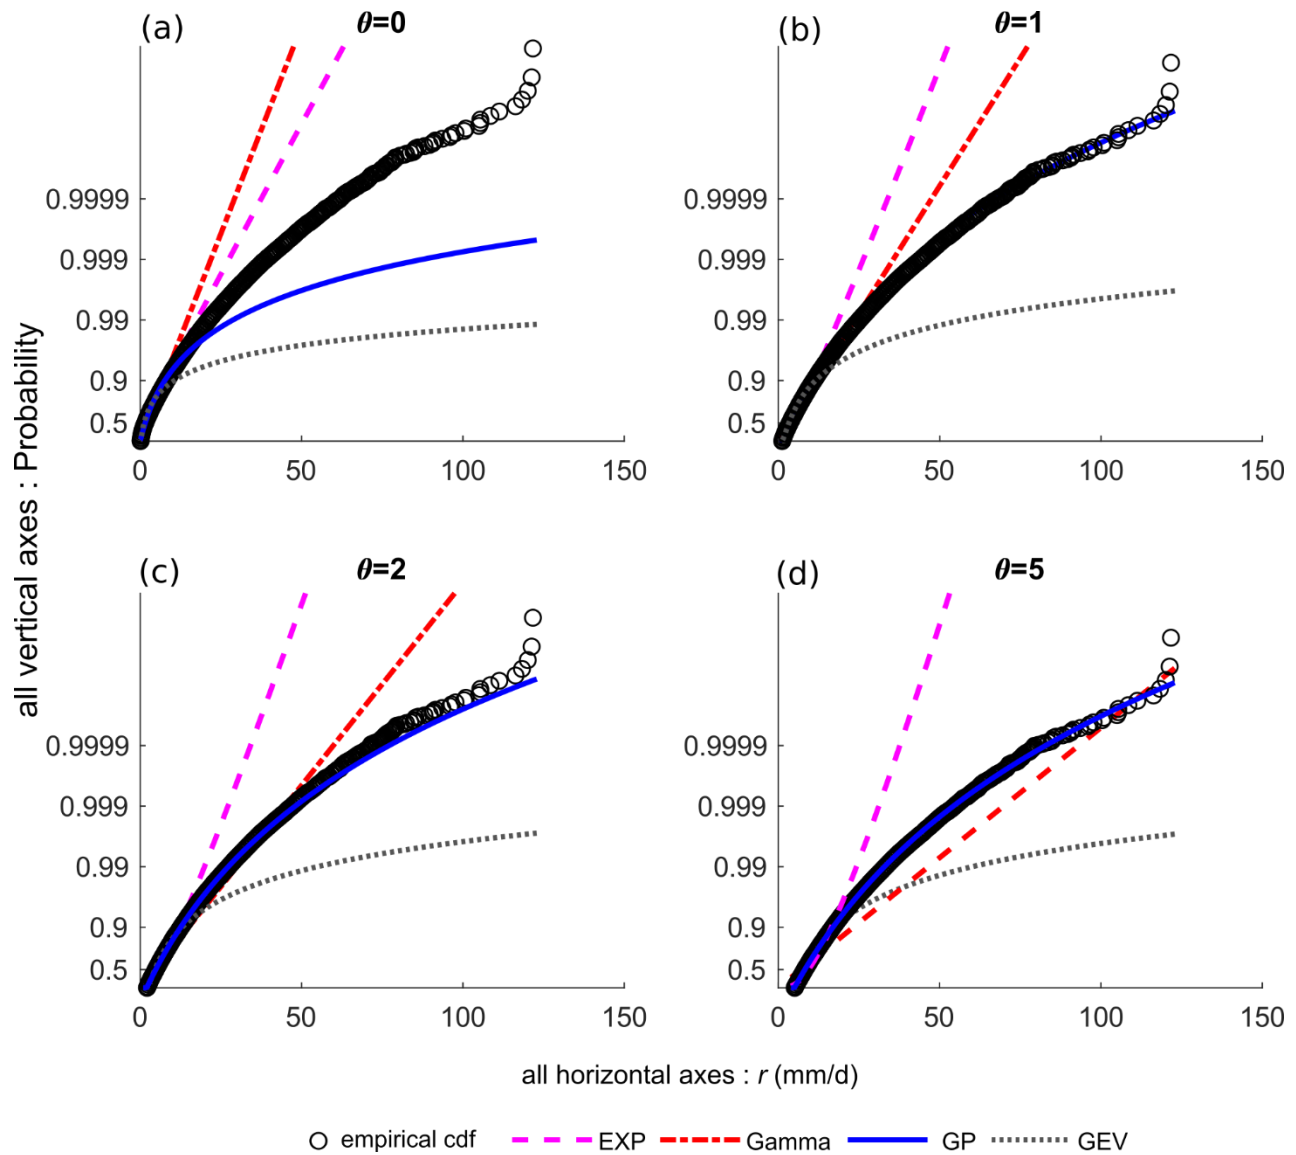 (a) θ=0
(b) θ=1
0.9999
0.999
0.99
0.9
0.5
0 50 100 150
0.9999
0.999
0.99
0.9
0.5
0 50 100 150
all vertical axes : Probability
(c) θ=2
(d) θ=5
0.9999
0.999
0.99
0.9
0.5
0 50 100 150
0.9999
0.999
0.99
0.9
0.5
0 50 100 150
all horizontal axes : r (mm/d)
empirical cdf EXP Gamma GP GEV